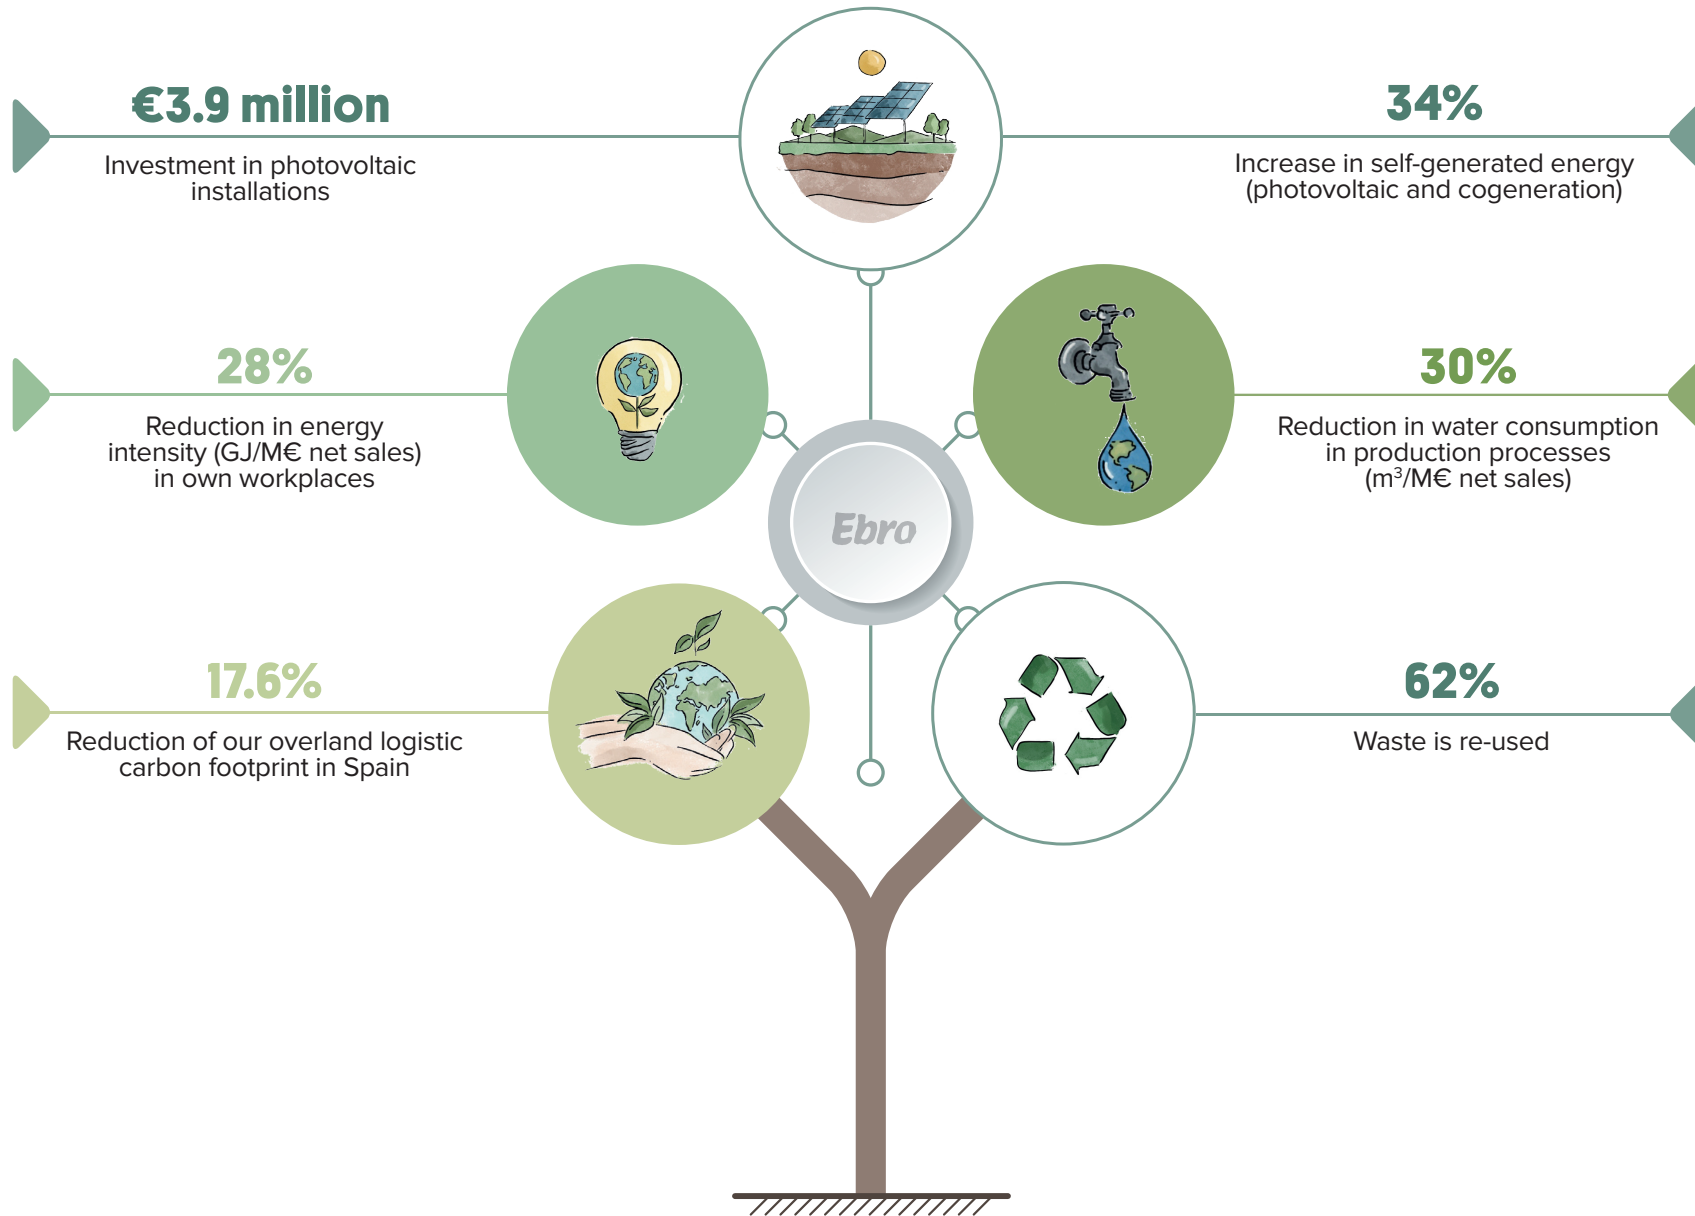 €3.9 million
Investment in photovoltaic
installations
34%
Increase in self-generated energy
(photovoltaic and cogeneration)
28%
Reduction in energy
intensity (GJ/M€ net sales)
in own workplaces
30%
Reduction in water consumption
in production processes
(m³/M€ net sales)
Ebro
17.6%
Reduction of our overland logistic
carbon footprint in Spain
62%
Waste is re-used